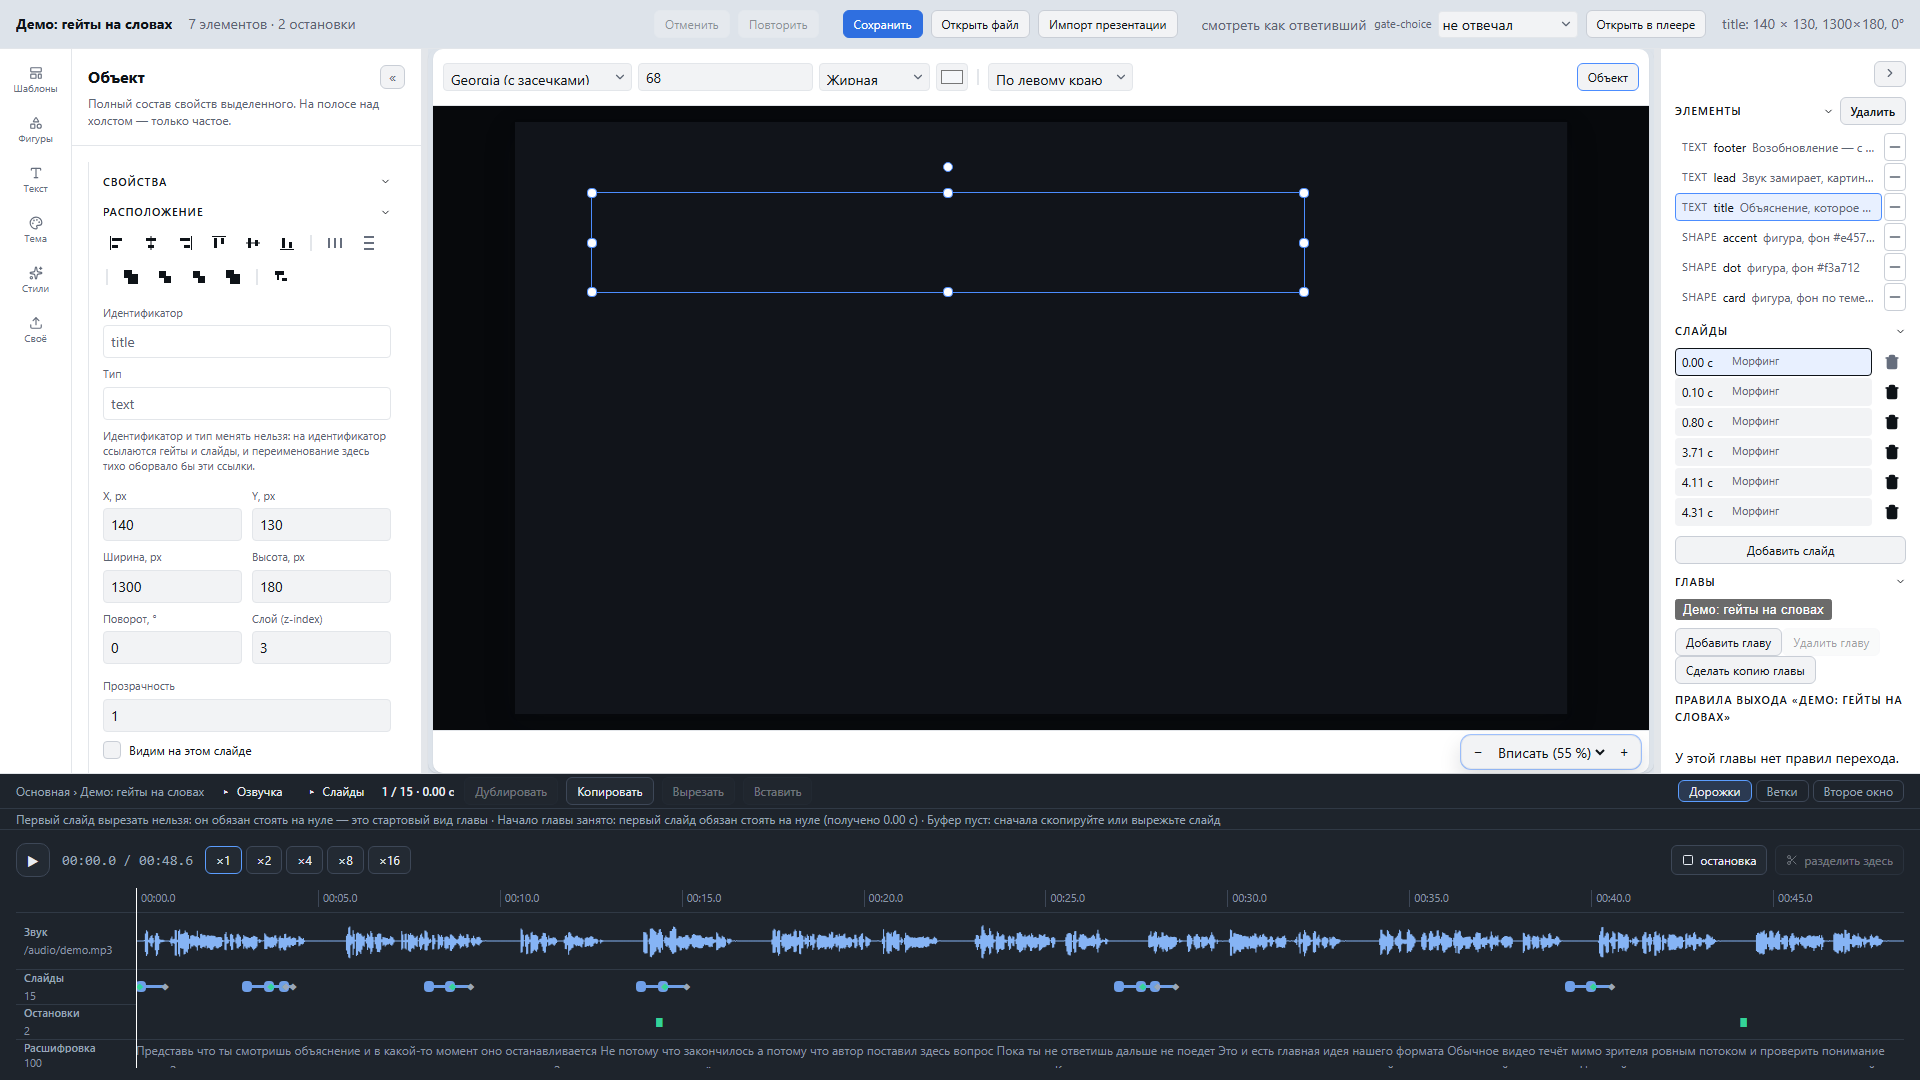 Демо: гейты на словах 7 элементов · 2 остановки Отменить Повторить Сохранить Открыть файл Импорт презентации смотреть как ответивший gate-choice не отвечал Открыть в плеере title: 140 × 130, 1300×180, 0°
Шаблоны
Фигуры
Текст
Тема
Стили
Своё
Объект «
Полный состав свойств выделенного. На полосе над
холстом — только частое.
СВОЙСТВА
РАСПОЛОЖЕНИЕ
Идентификатор
title
Тип
text
Идентификатор и тип менять нельзя: на идентификатор
ссылаются гейты и слайды, и переименование здесь
тихо оборвало бы эти ссылки.
X, px Y, px
140 130
Ширина, px Высота, px
1300 180
Поворот, ° Слой (z-index)
0 3
Прозрачность
1
Видим на этом слайде
Georgia (с засечками) 68 Жирная По левому краю Объект
− Вписать (55 %) +
ЭЛЕМЕНТЫ Удалить
TEXT footer Возобновление — с ...
TEXT lead Звук замирает, картин...
TEXT title Объяснение, которое ...
SHAPE accent фигура, фон #e457...
SHAPE dot фигура, фон #f3a712
SHAPE card фигура, фон по теме...
СЛАЙДЫ
0.00 с Морфинг
0.10 с Морфинг
0.80 с Морфинг
3.71 с Морфинг
4.11 с Морфинг
4.31 с Морфинг
Добавить слайд
ГЛАВЫ
Демо: гейты на словах
Добавить главу Удалить главу
Сделать копию главы
ПРАВИЛА ВЫХОДА «ДЕМО: ГЕЙТЫ НА
СЛОВАХ»
У этой главы нет правил перехода.
Основная › Демо: гейты на словах Озвучка Слайды 1 / 15 · 0.00 с Дублировать Копировать Вырезать Вставить Дорожки Ветки Второе окно
Первый слайд вырезать нельзя: он обязан стоять на нуле — это стартовый вид главы · Начало главы занято: первый слайд обязан стоять на нуле (получено 0.00 с) · Буфер пуст: сначала скопируйте или вырежьте слайд
00:00.0 / 00:48.6 ×1 ×2 ×4 ×8 ×16 остановка разделить здесь
00:00.0 00:05.0 00:10.0 00:15.0 00:20.0 00:25.0 00:30.0 00:35.0 00:40.0 00:45.0
Звук
/audio/demo.mp3
Слайды
15
Остановки
2
Расшифровка
100
Представь что ты смотришь объяснение и в какой-то момент оно останавливается Не потому что закончилось а потому что автор поставил здесь вопрос Пока ты не ответишь дальше не поедет Это и есть главная идея нашего формата Обычное видео течёт мимо зрителя ровным потоком и проверить понимание